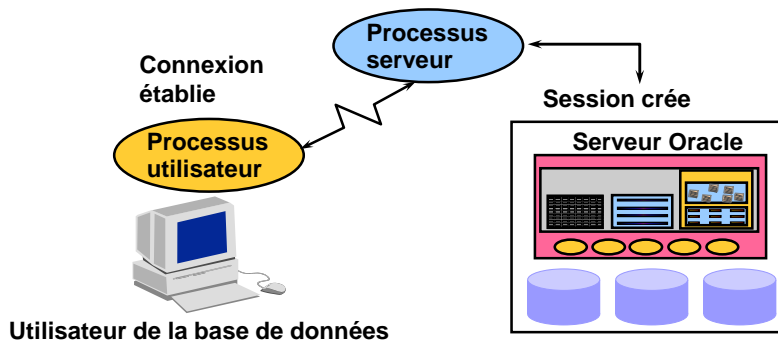 Processus
serveur
Connexion
établie
Session crée
Processus
utilisateur
Serveur Oracle
Utilisateur de la base de données